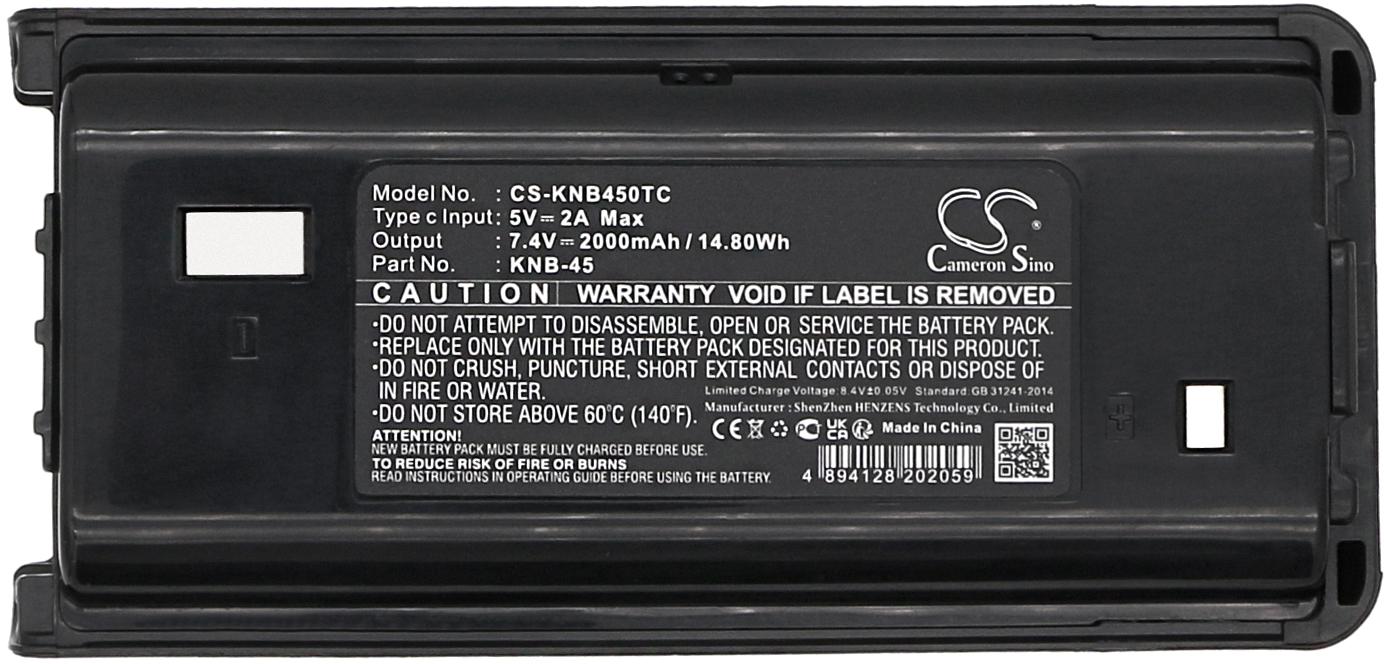 Model No. : CS-KNB450TC
Type c Input: 5V⎓ 2A Max
Output : 7.4V⎓ 2000mAh / 14.80Wh
Part No. : KNB-45
CS ®
Cameron Sino
CAUTION WARRANTY VOID IF LABEL IS REMOVED
•DO NOT ATTEMPT TO DISASSEMBLE, OPEN OR SERVICE THE BATTERY PACK.
•REPLACE ONLY WITH THE BATTERY PACK DESIGNATED FOR THIS PRODUCT.
•DO NOT CRUSH, PUNCTURE, SHORT EXTERNAL CONTACTS OR DISPOSE OF
IN FIRE OR WATER.
•DO NOT STORE ABOVE 60°C (140°F).
Limited Charge Voltage: 8.4V±0.05V Standard: GB 31241-2014
Manufacturer : ShenZhen HENZENS Technology Co., Limited
CE UK CA EAC Made In China
ATTENTION!
NEW BATTERY PACK MUST BE FULLY CHARGED BEFORE USE.
TO REDUCE RISK OF FIRE OR BURNS
READ INSTRUCTIONS IN OPERATING GUIDE BEFORE USING THE BATTERY.
4 894128 202059